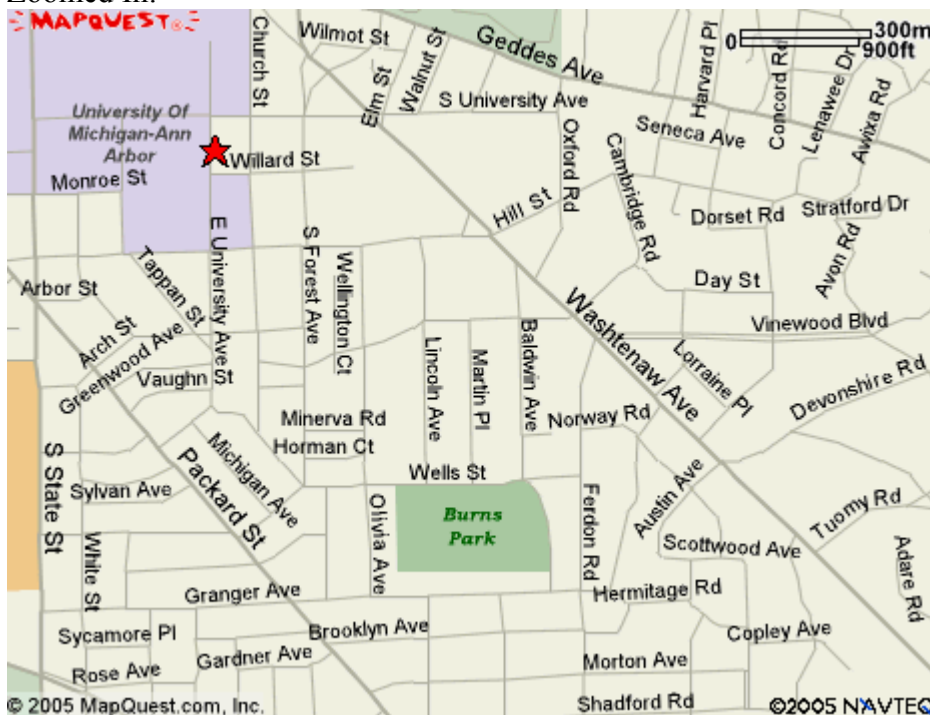 Zoomed In:
MAPQUEST®
300m
0
900ft
Church St
Wilmot St
Elm St
Walnut St
Geddes Ave
Harvard Pl
Concord Rd
Lenawee Dr
Awixa Rd
S University Ave
Seneca Ave
Oxford Rd
University Of
Michigan-Ann
Arbor
Willard St
Monroe St
Cambridge Rd
Hill St
Dorset Rd
Stratford Dr
Avon Rd
E University Ave
S Forest Ave
Wellington Ct
Tappan St
Day St
Arbor St
Washtenaw Ave
Vinewood Blvd
Arch St
Greenwood Ave
Vaughn St
Lincoln Ave
Martin Pl
Baldwin Ave
Lorraine Pl
Devonshire Rd
Minerva Rd
Norway Rd
Horman Ct
Michigan Ave
Packard St
Wells St
S State St
Sylvan Ave
Olivia Ave
Burns
Park
Ferdon Rd
Austin Ave
Tuomy Rd
Scottwood Ave
Adare Rd
White St
Granger Ave
Hermitage Rd
Sycamore Pl
Brooklyn Ave
Copley Ave
Gardner Ave
Rose Ave
Morton Ave
Shadford Rd
© 2005 MapQuest.com, Inc.
©2005 NAVTEQ